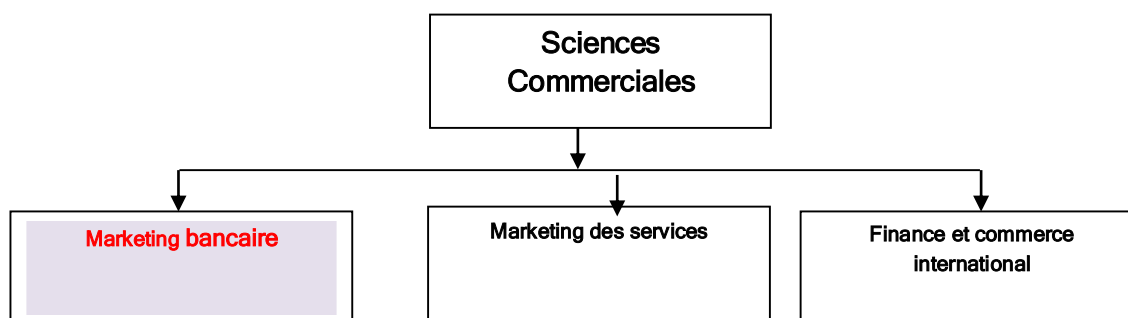 Sciences
Commerciales
Marketing bancaire
Marketing des services
Finance et commerce
international